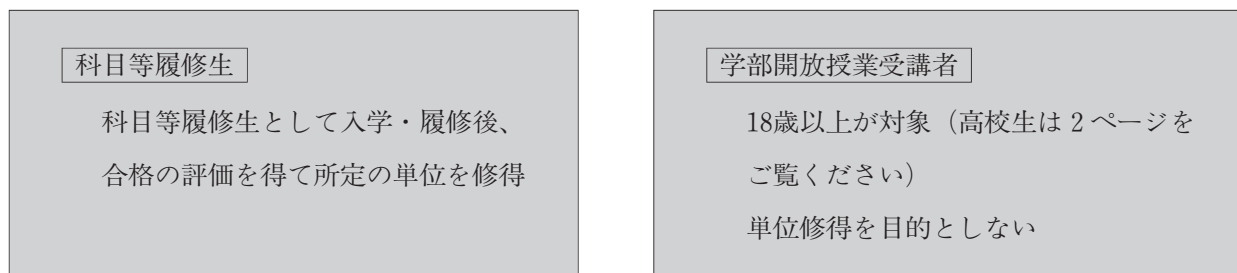 科目等履修生
科目等履修生として入学・履修後、
合格の評価を得て所定の単位を修得
学部開放授業受講者
18歳以上が対象（高校生は2ページを
ご覧ください）
単位修得を目的としない